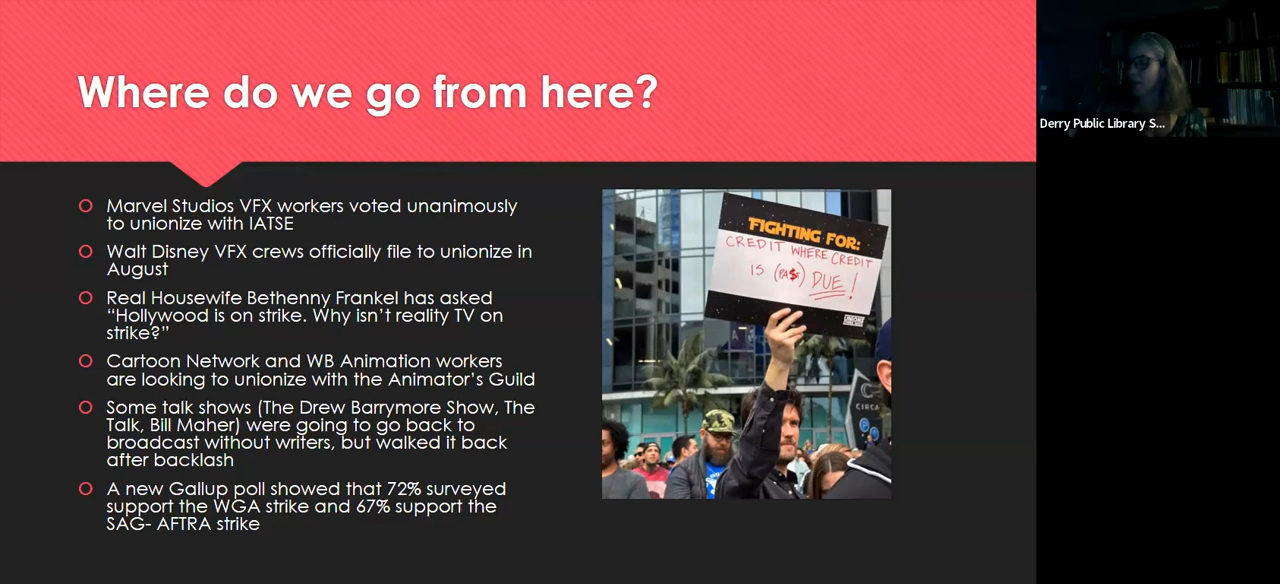 Where do we go from here?
Marvel Studios VFX workers voted unanimously
to unionize with IATSE
Walt Disney VFX crews officially file to unionize in
August
Real Housewife Bethenny Frankel has asked
“Hollywood is on strike. Why isn’t reality TV on
strike?”
Cartoon Network and WB Animation workers
are looking to unionize with the Animator’s Guild
Some talk shows (The Drew Barrymore Show, The
Talk, Bill Maher) were going to go back to
broadcast without writers, but walked it back
after backlash
A new Gallup poll showed that 72% surveyed
support the WGA strike and 67% support the
SAG- AFTRA strike
FIGHTING FOR:
CREDIT WHERE CREDIT
IS (PA$T) DUE!
CIRCA
P
Derry Public Library S...